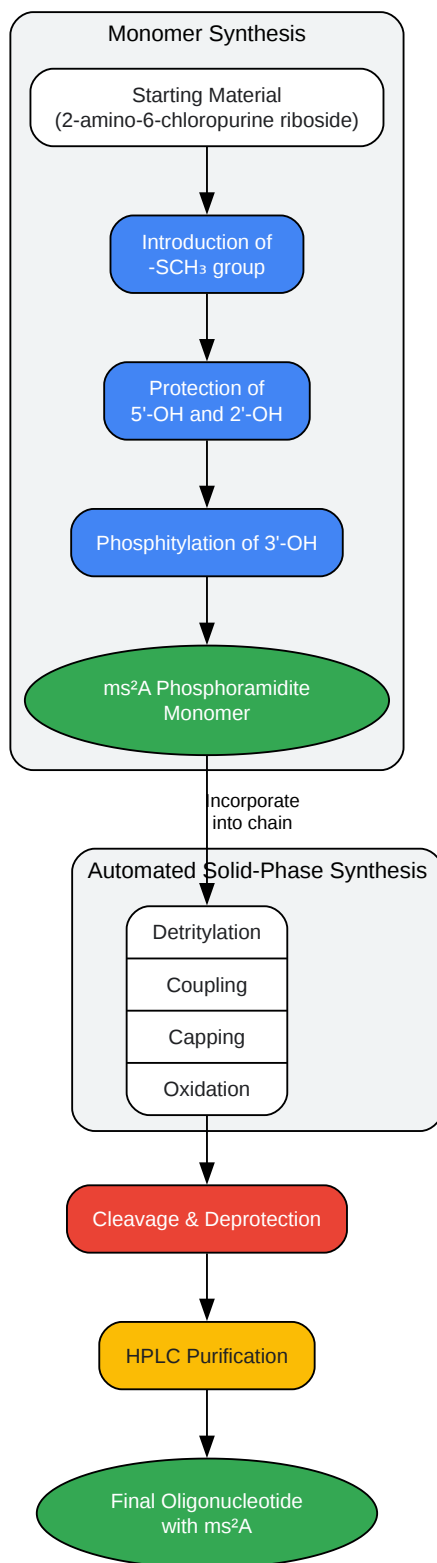 Monomer Synthesis
Starting Material
(2-amino-6-chloropurine riboside)
Introduction of
-SCH₃ group
Protection of
5'-OH and 2'-OH
Phosphitylation of 3'-OH
ms²A Phosphoramidite
Monomer
Incorporate
into chain
Automated Solid-Phase Synthesis
Detritylation
Coupling
Capping
Oxidation
Cleavage & Deprotection
HPLC Purification
Final Oligonucleotide
with ms²A